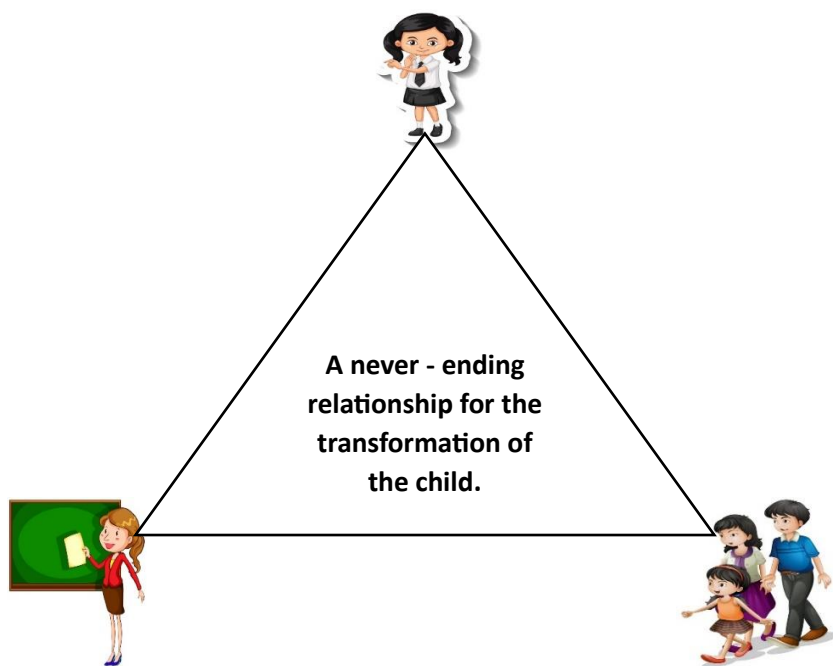 A never - ending
relationship for the
transformation of
the child.